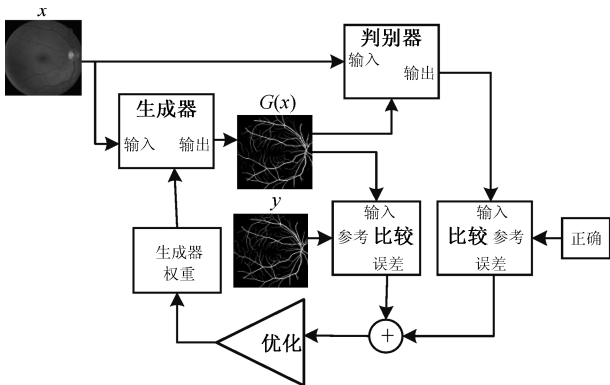 x
判别器
输入
输出
生成器
输入 输出
G(x)
y
输入
参考 比较
误差
输入
比较 参考
误差
正确
生成器
权重
优化
+